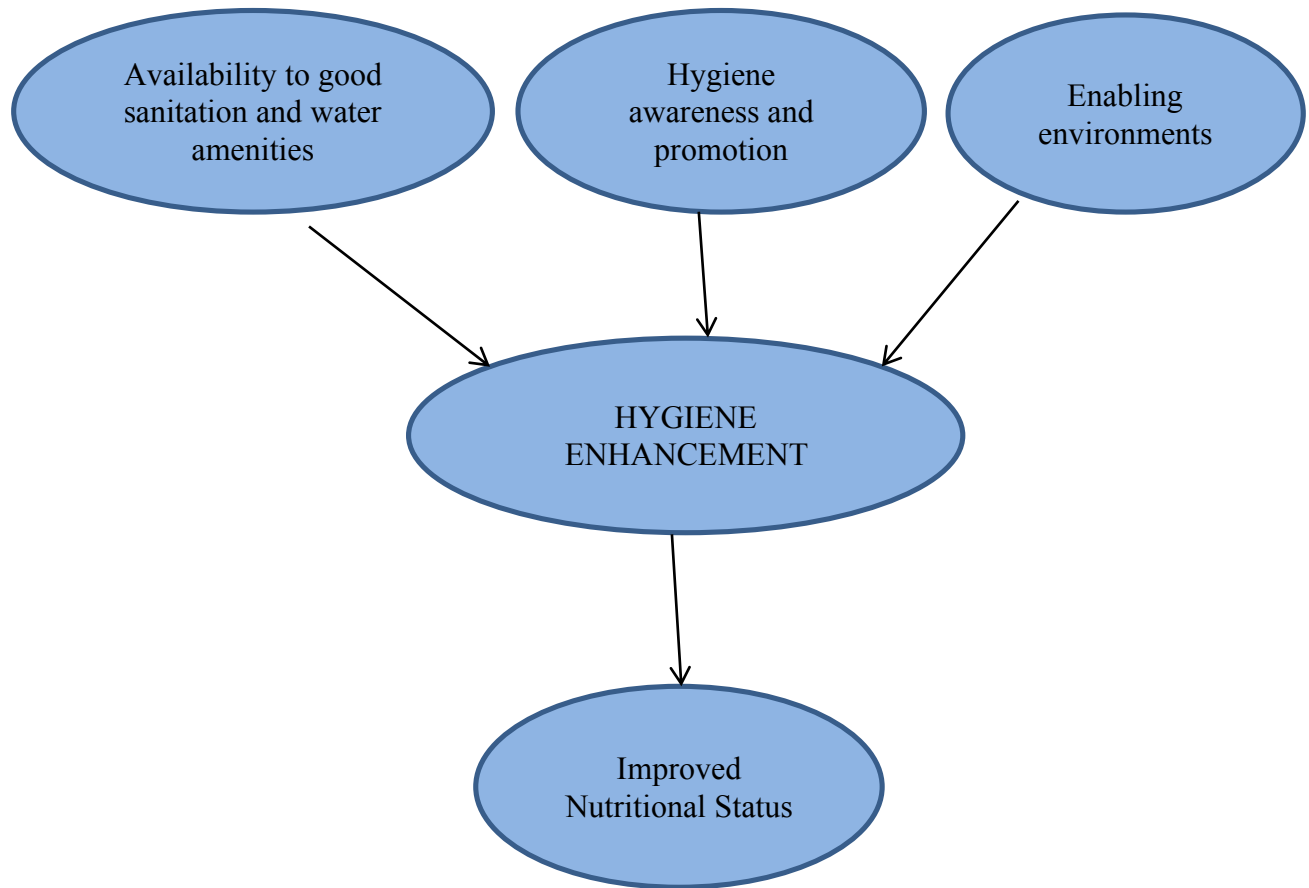 Availability to good
sanitation and water
amenities
Hygiene
awareness and
promotion
Enabling
environments
HYGIENE
ENHANCEMENT
Improved
Nutritional Status